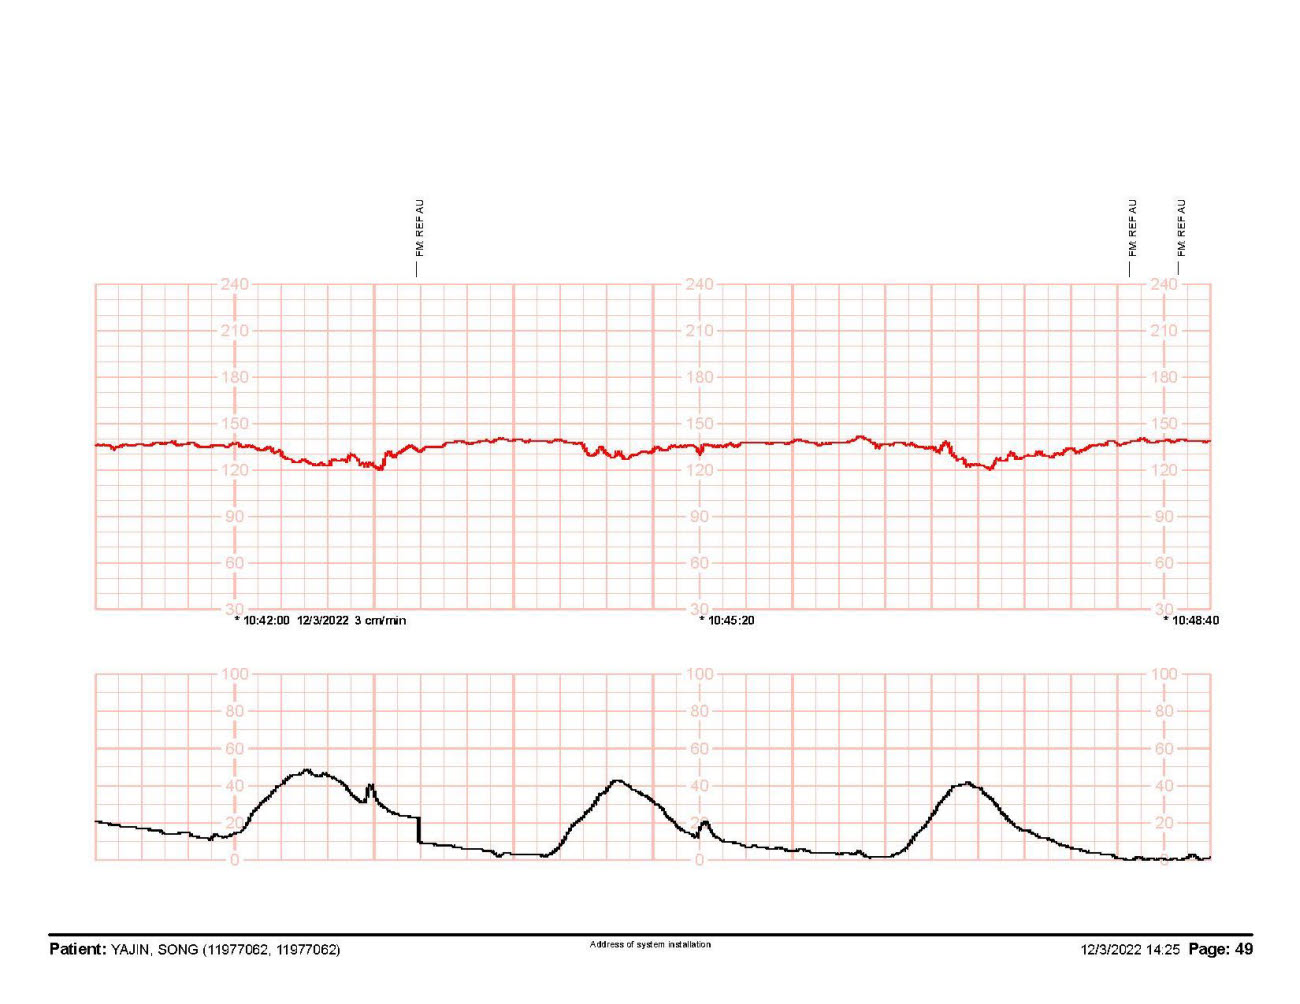 FM: REF AU
FM: REF AU
FM: REF AU
240 240 240
210 210 210
180 180 180
150 150 150
120 120 120
90 90 90
60 60 60
30 30 30
* 10:42:00 12/3/2022 3 cm/min * 10:45:20 * 10:48:40
100 100 100
80 80 80
60 60 60
40 40 40
20 20 20
0 0 0
Patient: YAJIN, SONG (11977062, 11977062) Address of system installation 12/3/2022 14:25 Page: 49